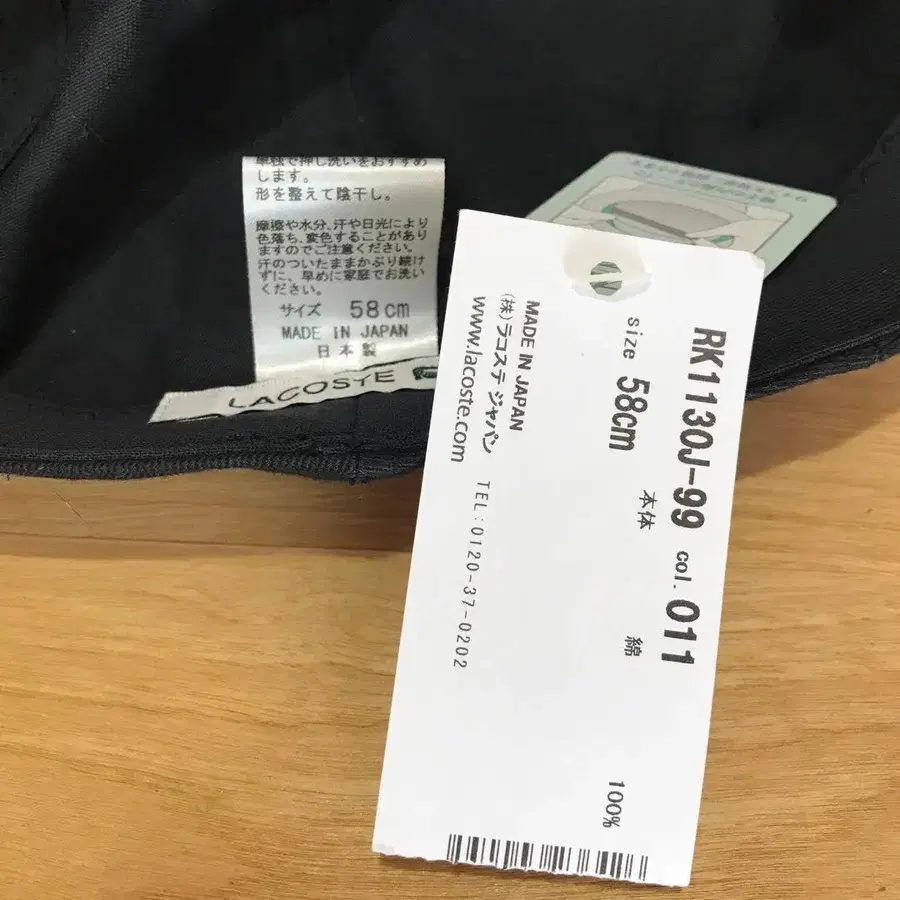 単独で押し洗いをおすすめ
します。
形を整えて陰干し。
摩擦や水分、汗や日光により
色落ち、変色することがあり
ますのでご注意ください。
汗のついたままかぶり続け
ずに、早めに家庭でお洗い
ください。
サイズ 58cm
MADE IN JAPAN
日本製
LACOSTE
RK1130J-99 col. 011
size 58cm
本体 綿 100%
MADE IN JAPAN
(株)ラコステ ジャパン
www.lacoste.com
TEL:0120-37-0202